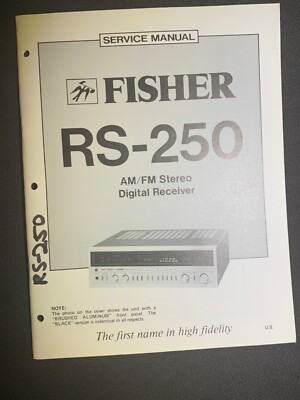 SERVICE MANUAL
FISHER
RS-250
AM/FM Stereo
Digital Receiver
RS-250
NOTE:
The photo on the cover shows the unit with a
"BRUSHED ALUMINUM" front panel. The
"BLACK" version is indentical in all respects.
The first name in high fidelity
U.S.